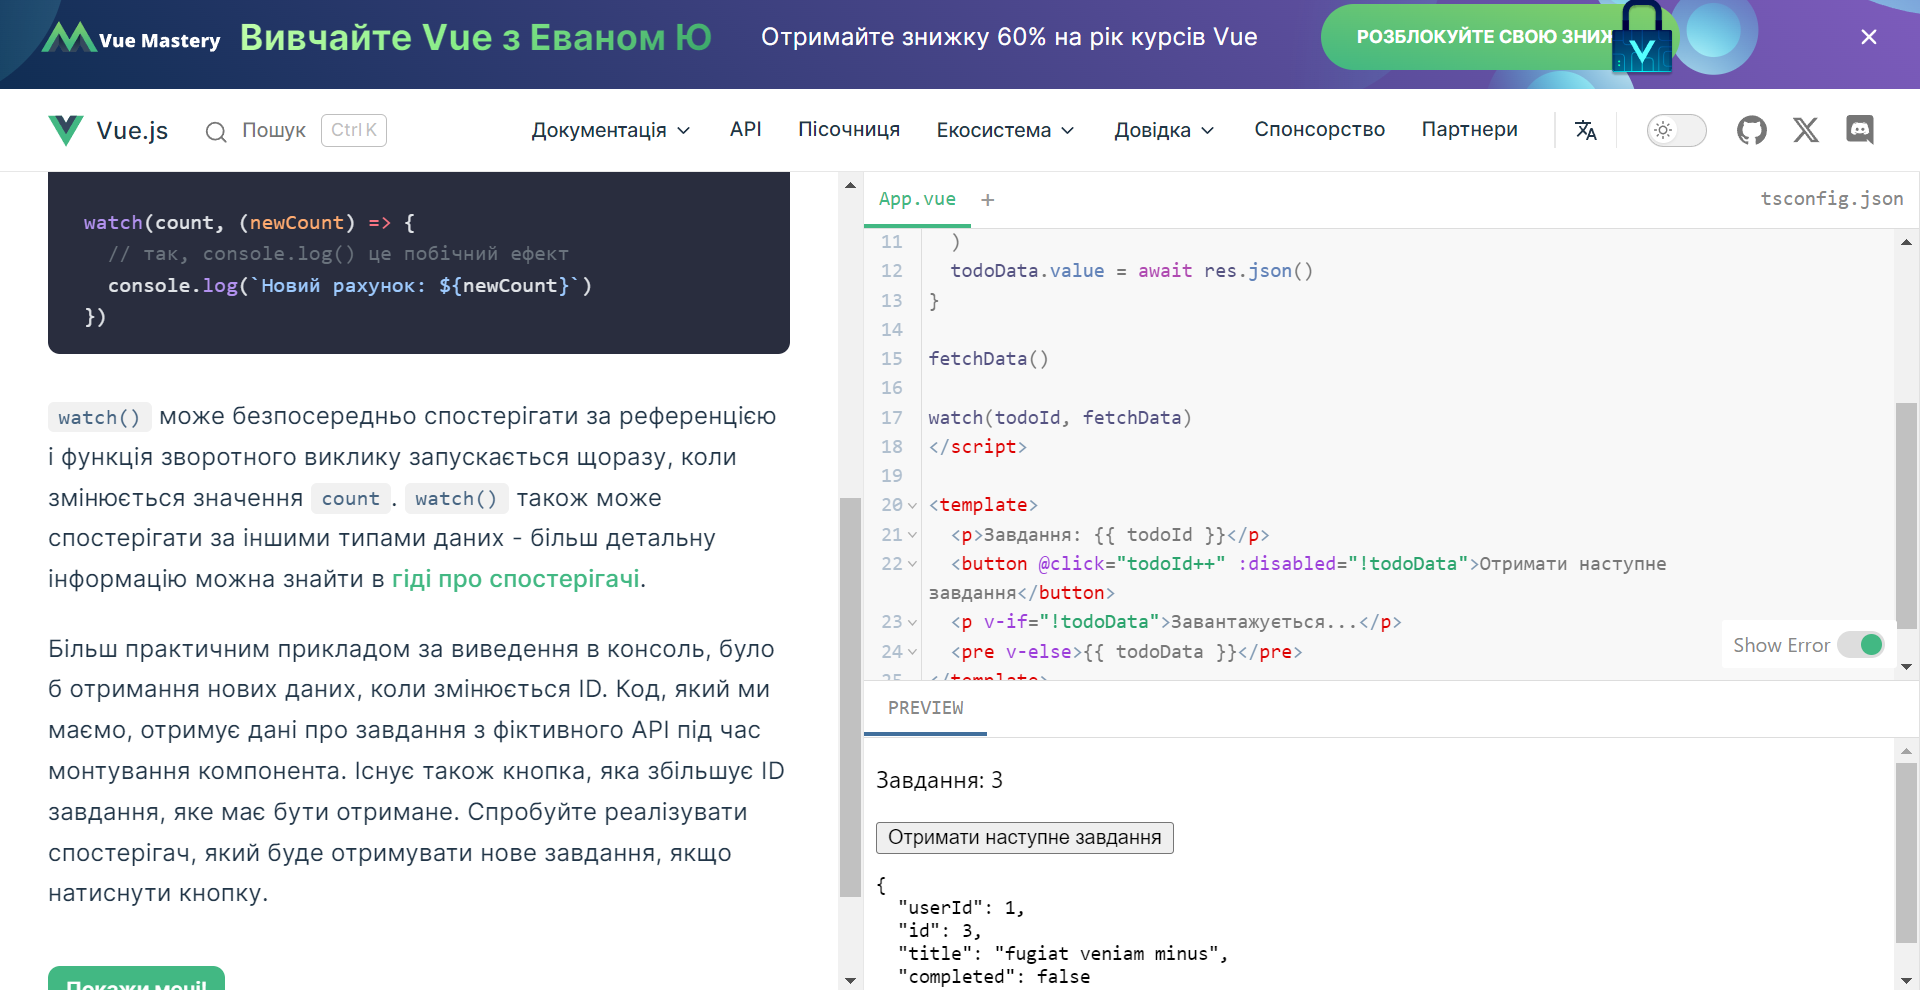 Vue Mastery Вивчайте Vue з Еваном Ю Отримайте знижку 60% на рік курсів Vue РОЗБЛОКУЙТЕ СВОЮ
Vue.js Пошук Ctrl K Документація API Пісочниця Екосистема Довідка Спонсорство Партнери
watch(count, (newCount) => {
// так, console.log() це побічний ефект
console.log(`Новий рахунок: ${newCount}`)
})
watch() може безпосередньо спостерігати за референцією
і функція зворотного виклику запускається щоразу, коли
змінюється значення count. watch() також може
спостерігати за іншими типами даних - більш детальну
інформацію можна знайти в гіді про спостерігачі.
Більш практичним прикладом за виведення в консоль, було
б отримання нових даних, коли змінюється ID. Код, який ми
маємо, отримує дані про завдання з фіктивного API під час
монтування компонента. Існує також кнопка, яка збільшує ID
завдання, яке має бути отримане. Спробуйте реалізувати
спостерігач, який буде отримувати нове завдання, якщо
натиснути кнопку.
Покажи мені!
App.vue + tsconfig.json
11 )
12 todoData.value = await res.json()
13 }
14
15 fetchData()
16
17 watch(todoId, fetchData)
18 </script>
19
20 <template>
21 <p>Завдання: {{ todoId }}</p>
22 <button @click="todoId++" :disabled="!todoData">Отримати наступне
завдання</button>
23 <p v-if="!todoData">Завантажується...</p>
24 <pre v-else>{{ todoData }}</pre>
25 </template>
Show Error
PREVIEW
Завдання: 3
Отримати наступне завдання
{
"userId": 1,
"id": 3,
"title": "fugiat veniam minus",
"completed": false